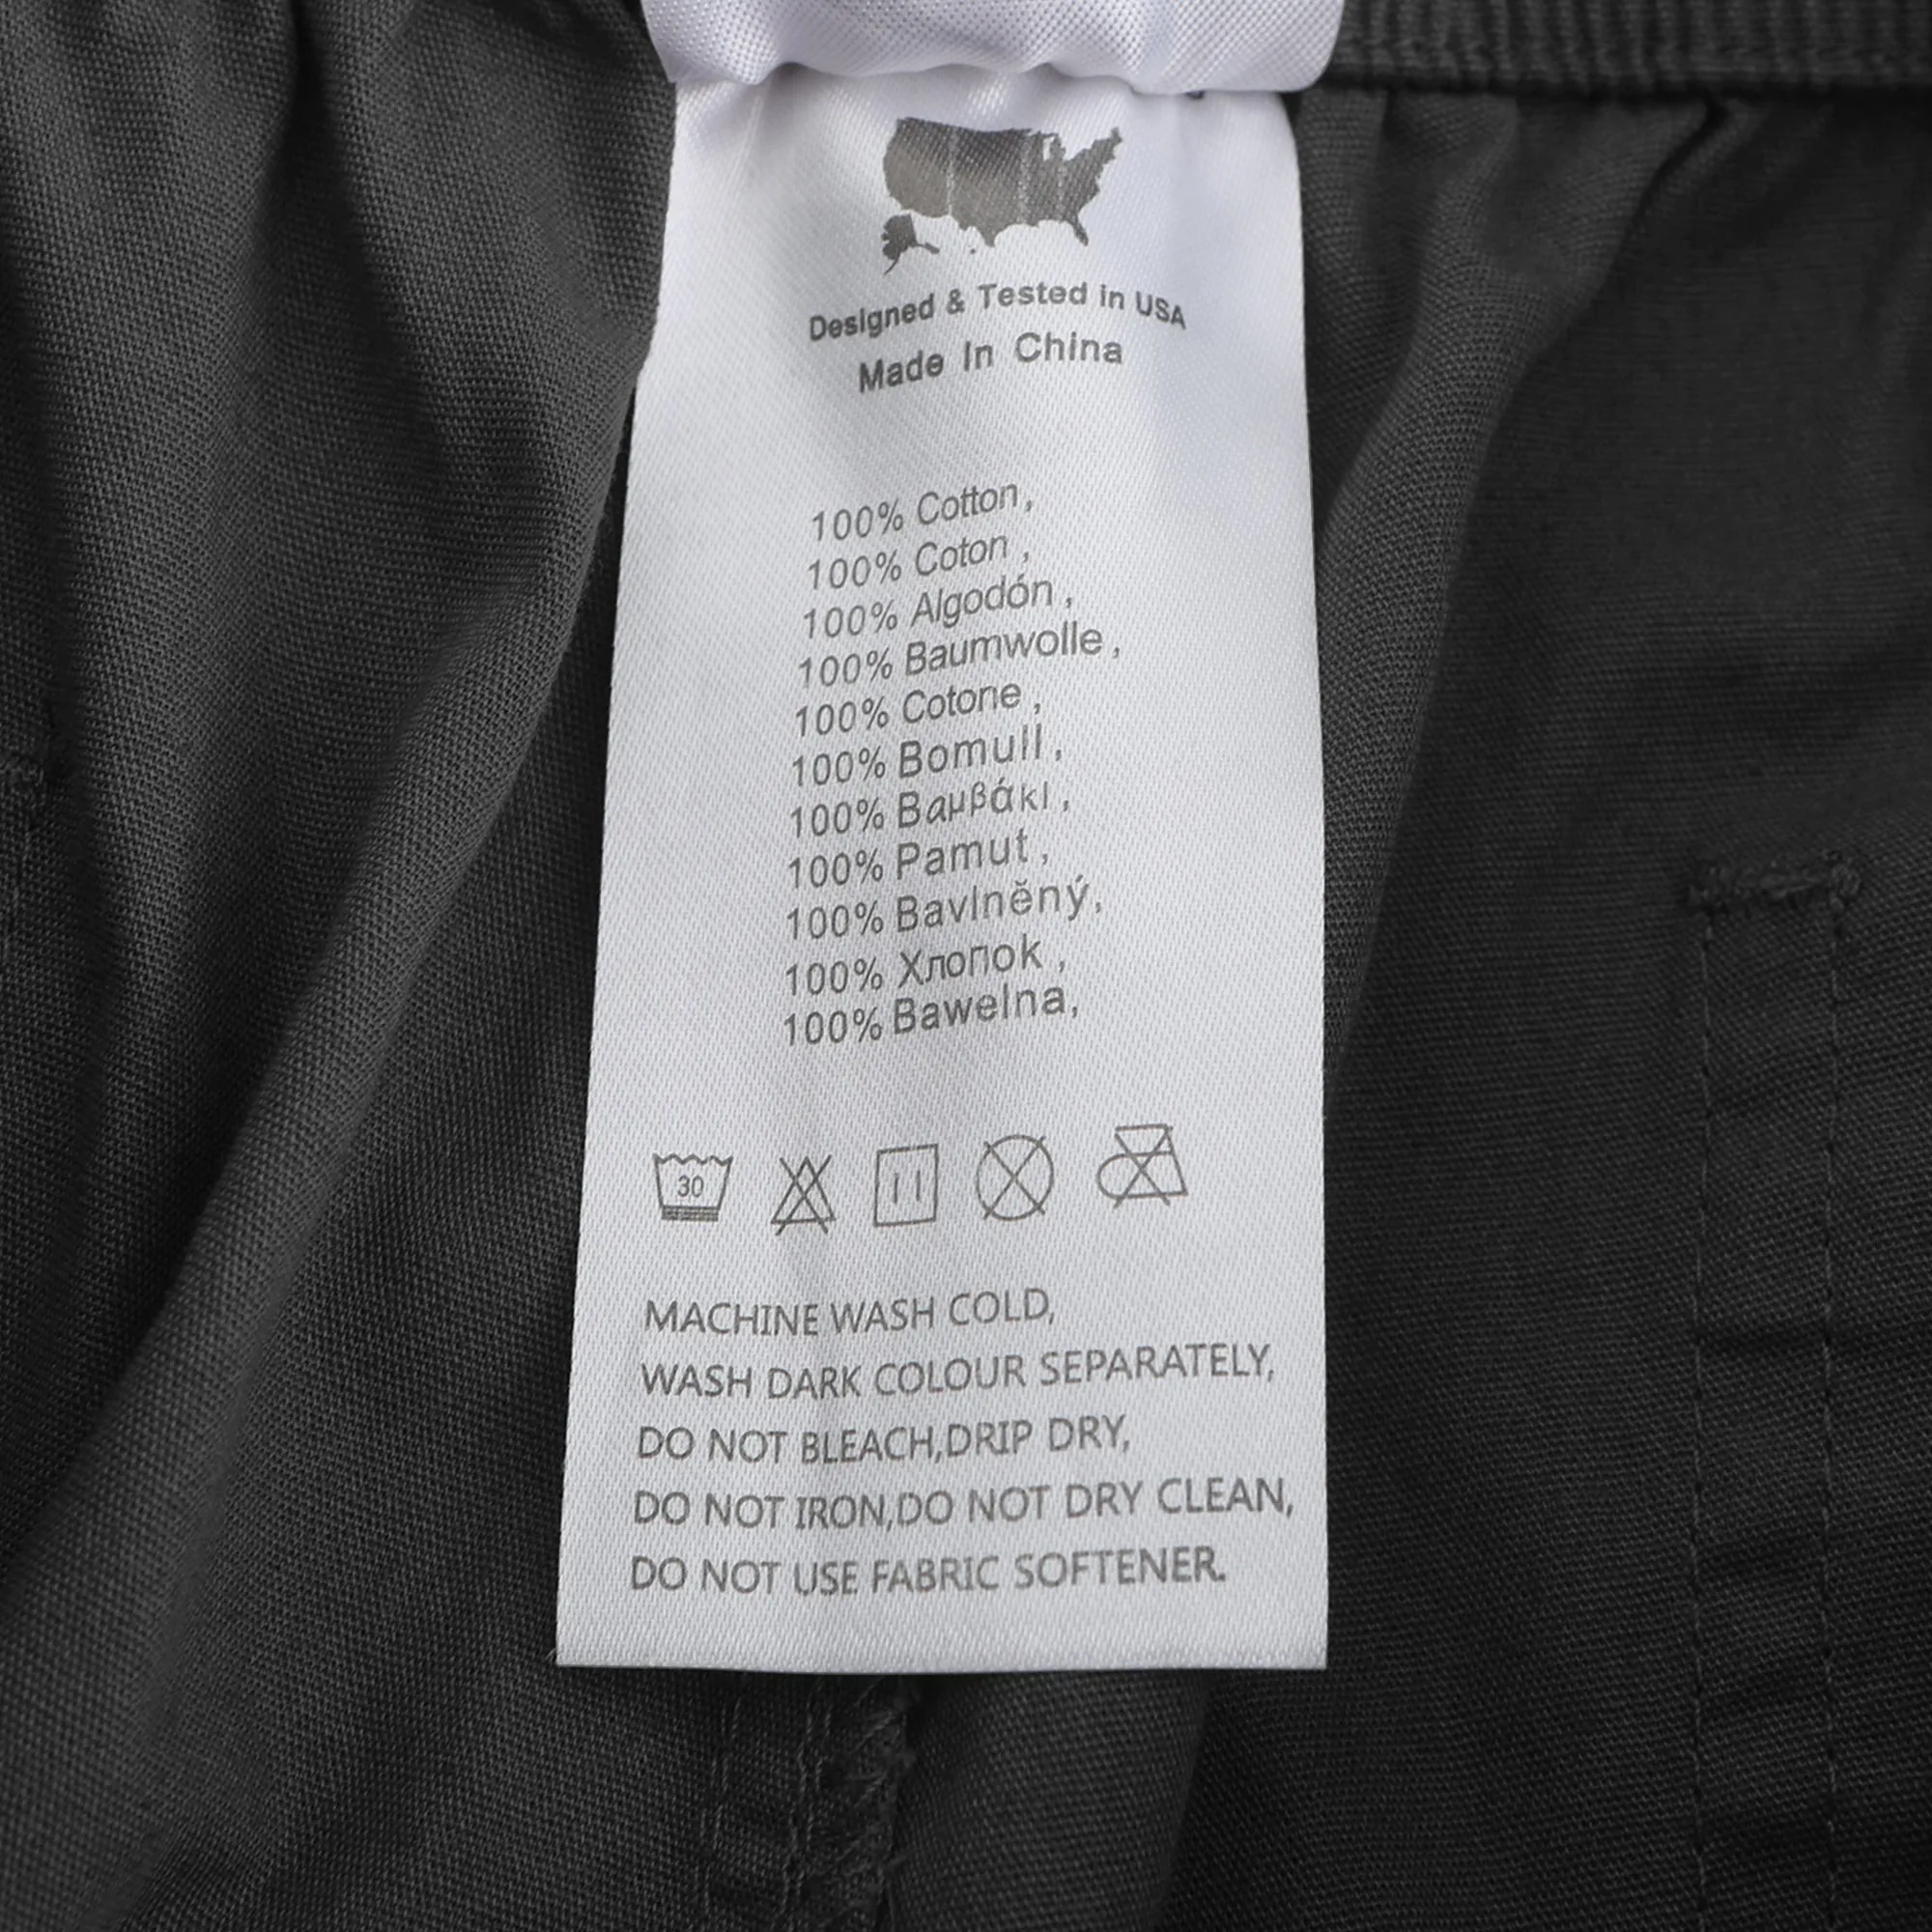 Designed & Tested in USA
Made In China
100% Cotton,
100% Coton ,
100% Algodón ,
100% Baumwolle ,
100% Cotone ,
100% Bomull ,
100% Βαμβάκι ,
100% Pamut ,
100% Bavlněný,
100% Хлопок ,
100% Bawelna,
30
MACHINE WASH COLD,
WASH DARK COLOUR SEPARATELY,
DO NOT BLEACH,DRIP DRY,
DO NOT IRON,DO NOT DRY CLEAN,
DO NOT USE FABRIC SOFTENER.